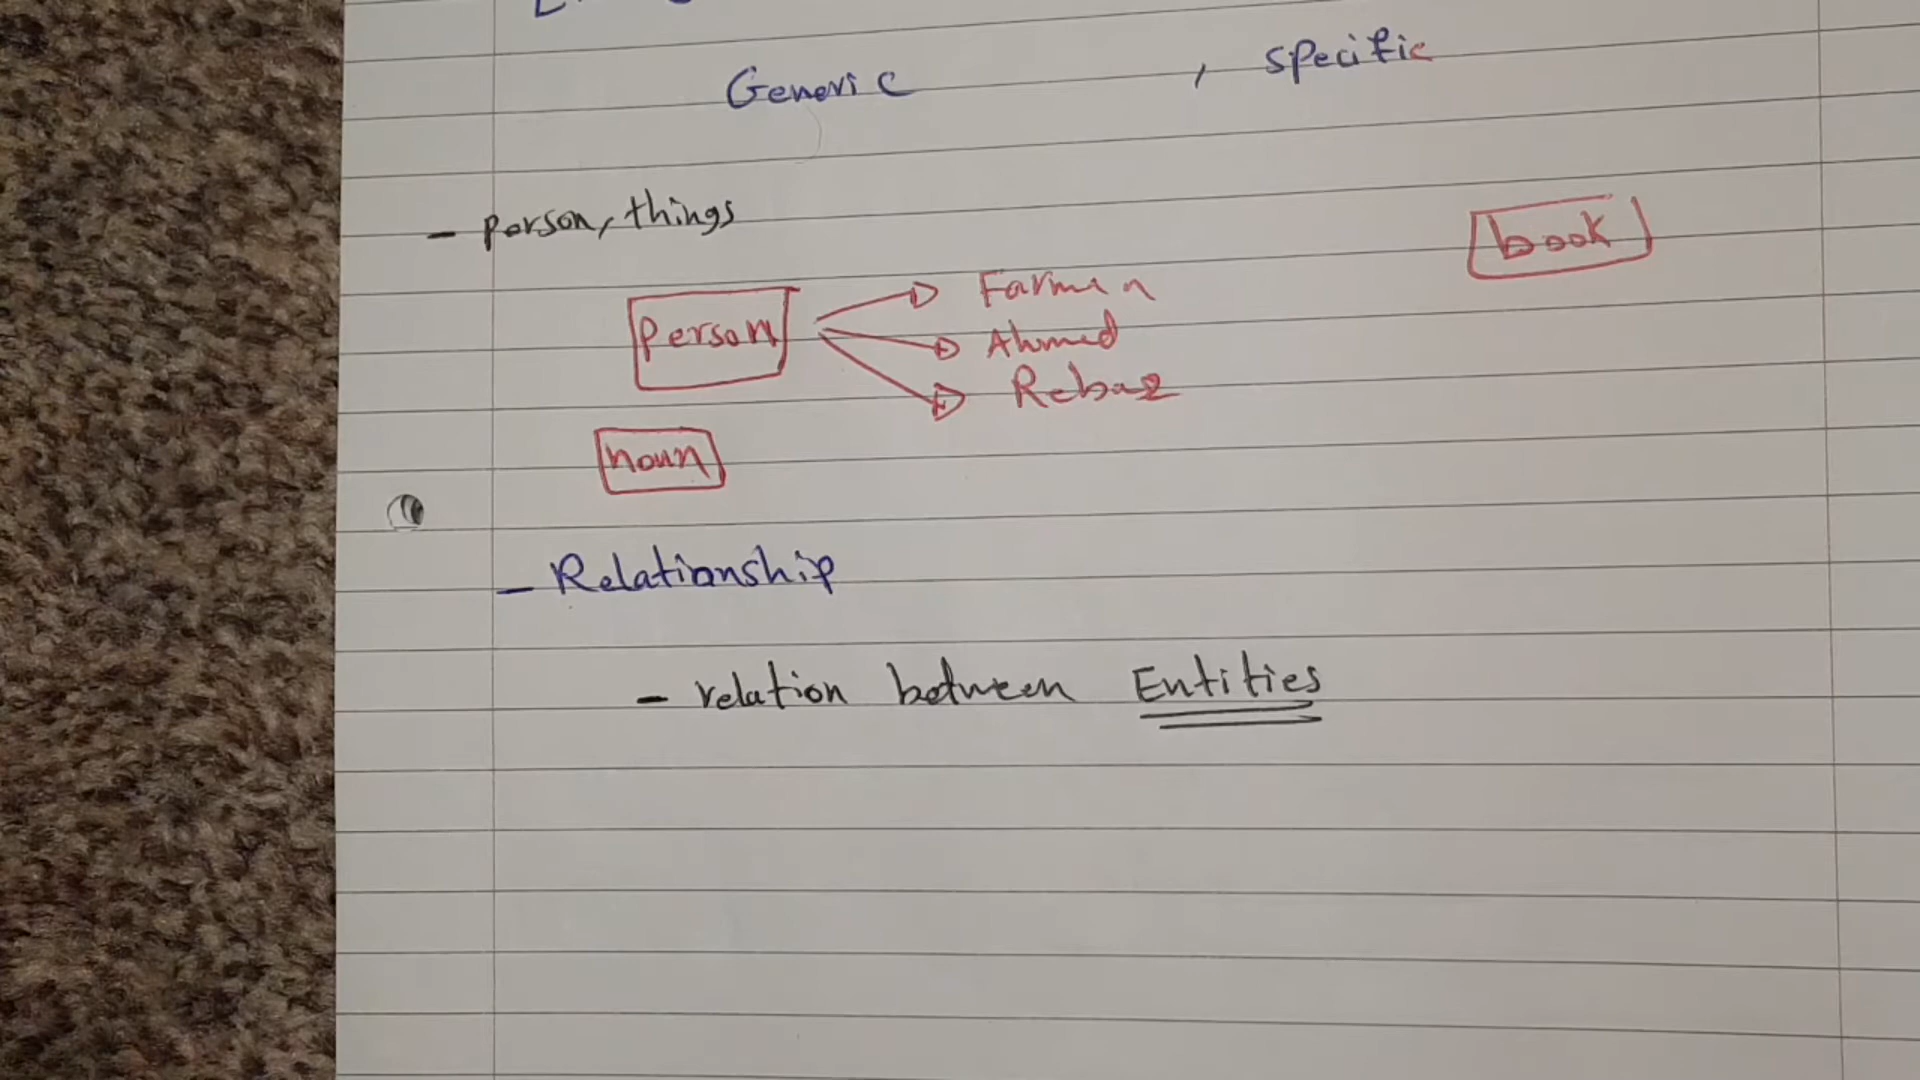 Generic , specific
- person, things
book
Person Farman
Ahmed
Rebaz
noun
- Relationship
- relation between Entities